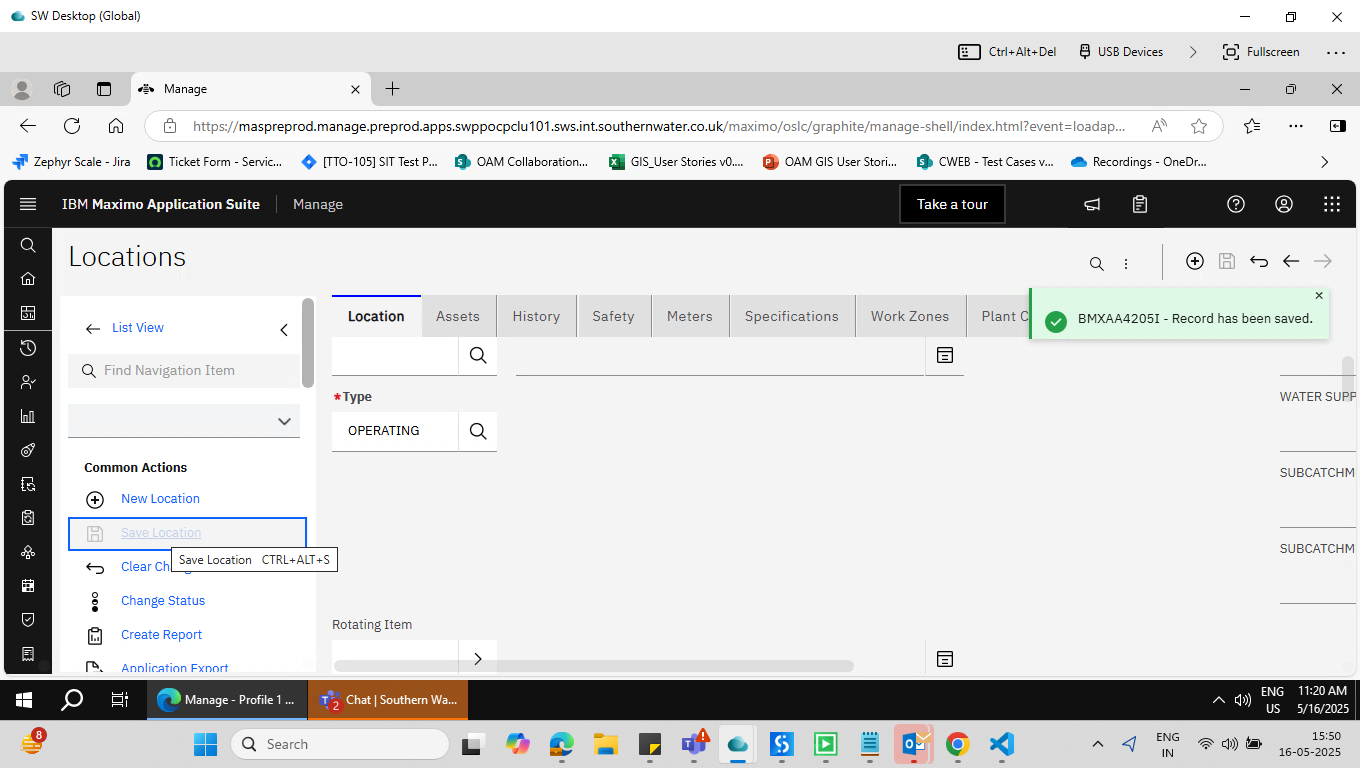 SW Desktop (Global)
Ctrl+Alt+Del
USB Devices
Fullscreen
Manage
https://maspreprod.manage.preprod.apps.swppocpclu101.sws.int.southernwater.co.uk/maximo/oslc/graphite/manage-shell/index.html?event=loadap...
Zephyr Scale - Jira
Ticket Form - Servic...
[TTO-105] SIT Test P...
OAM Collaboration...
GIS_User Stories v0....
OAM GIS User Stori...
CWEB - Test Cases v...
Recordings - OneDr...
IBM Maximo Application Suite
Manage
Take a tour
Locations
List View
Find Navigation Item
Common Actions
New Location
Save Location
Save Location CTRL+ALT+S
Clear Chang
Change Status
Create Report
Application Export
Location
Assets
History
Safety
Meters
Specifications
Work Zones
Plant C
BMXAA4205I - Record has been saved.
*Type
OPERATING
Rotating Item
WATER SUPP
SUBCATCHM
SUBCATCHM
Manage - Profile 1 ...
2
Chat | Southern Wa...
ENG
US
11:20 AM
5/16/2025
8
Search
ENG
IN
15:50
16-05-2025